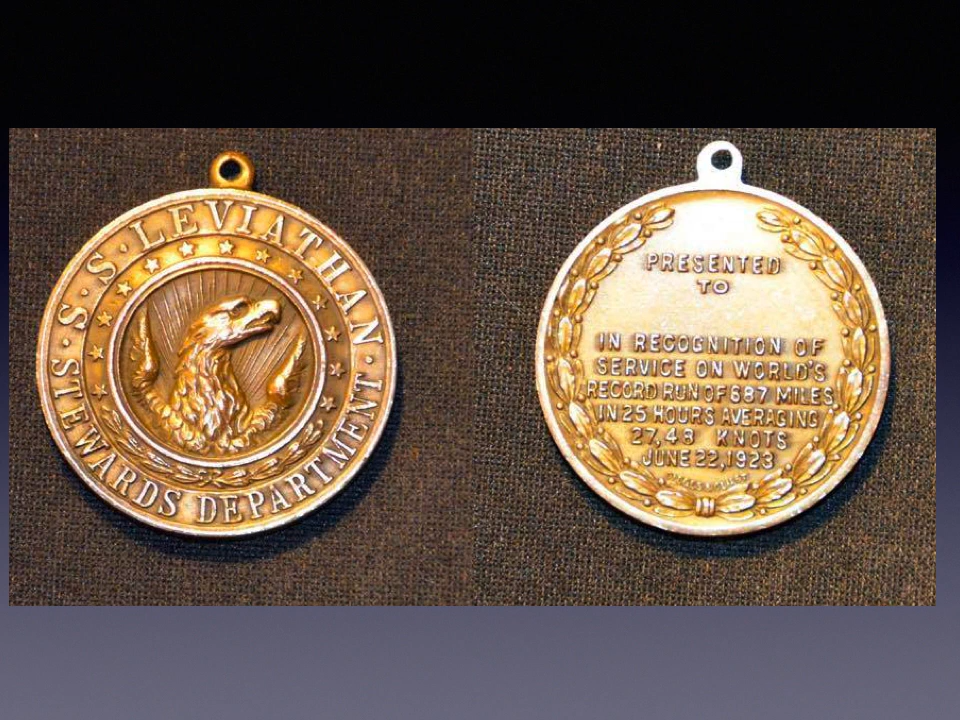 S·S·LEVIATHAN·
STEWARDS DEPARTMENT·
PRESENTED
TO
IN RECOGNITION OF
SERVICE ON WORLD'S
RECORD RUN OF 687 MILES
IN 25 HOURS AVERAGING
27,48 KNOTS
JUNE 22, 1923